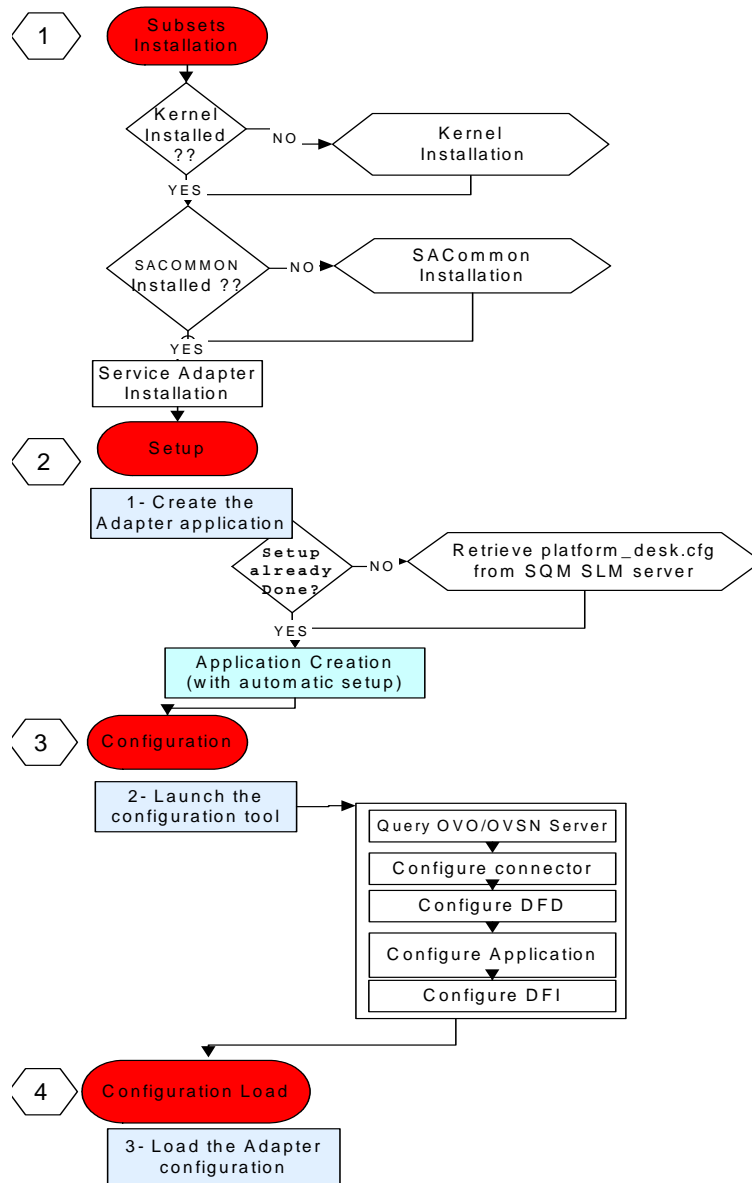 1
Subsets
Installation
Kernel
Installed
??
NO
Kernel
Installation
YES
SACOMMON
Installed ??
NO
SACommon
Installation
YES
Service Adapter
Installation
2
Setup
1- Create the
Adapter application
Setup
already
Done?
NO
Retrieve platform_desk.cfg
from SQM SLM server
YES
Application Creation
(with automatic setup)
3
Configuration
2- Launch the
configuration tool
Query OVO/OVSN Server
Configure connector
Configure DFD
Configure Application
Configure DFI
4
Configuration Load
3- Load the Adapter
configuration